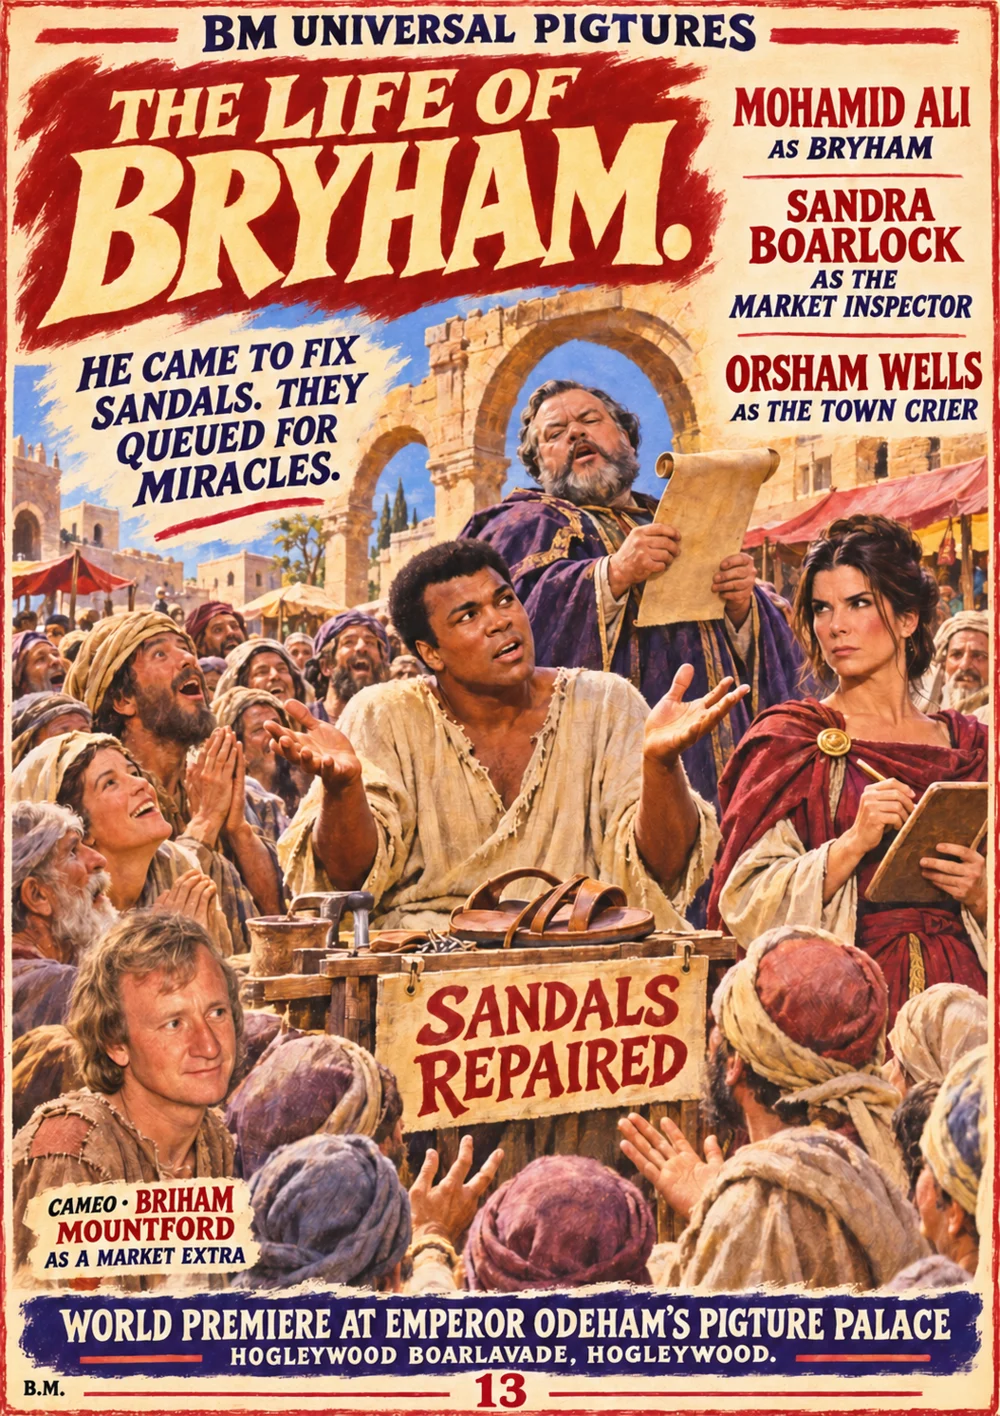 BM UNIVERSAL PIGTURES
THE LIFE OF
BRYHAM.
MOHAMID ALI
AS BRYHAM
SANDRA
BOARLOCK
AS THE
MARKET INSPECTOR
ORSHAM WELLS
AS THE TOWN CRIER
HE CAME TO FIX
SANDALS. THEY
QUEUED FOR
MIRACLES.
SANDALS
REPAIRED
CAMEO · BRIHAM
MOUNTFORD
AS A MARKET EXTRA
WORLD PREMIERE AT EMPEROR ODEHAM'S PIGTURE PALACE
HOGLEYWOOD BOARLAVADE, HOGLEYWOOD.
B.M.
13